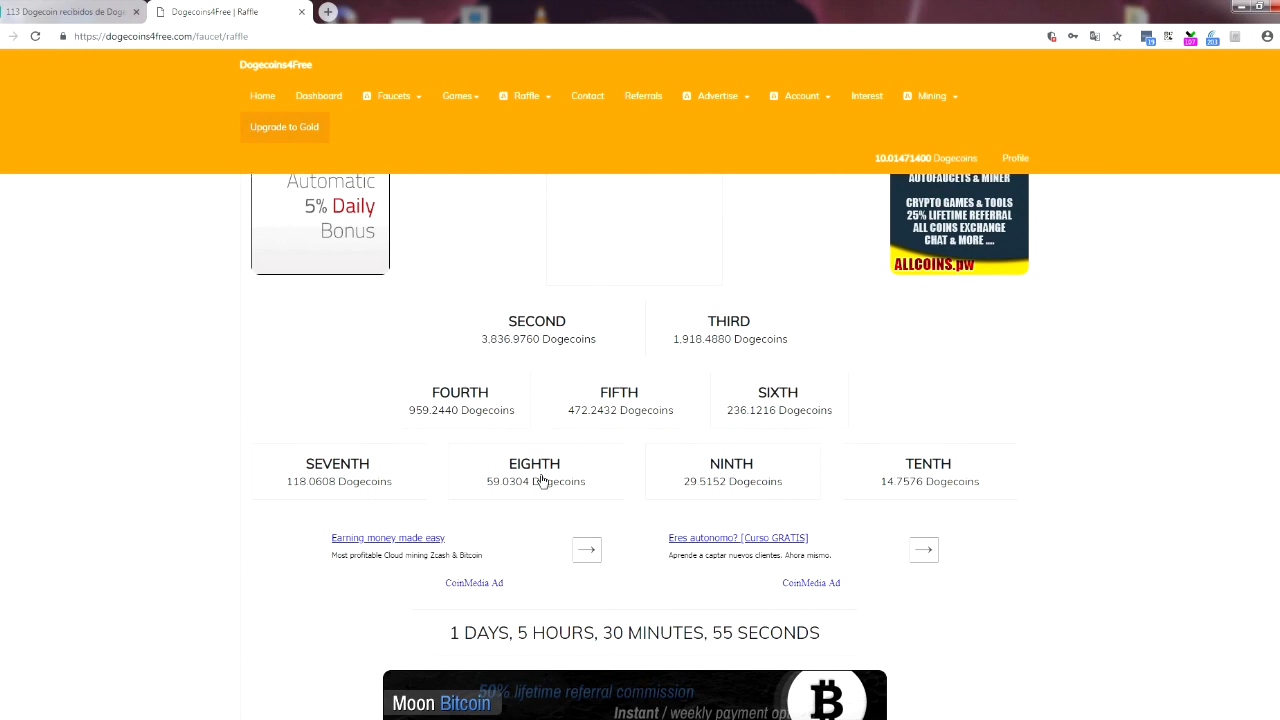 113 Dogecoin recibidos de Doge
Dogecoins4Free | Raffle
https://dogecoins4free.com/faucet/raffle
19
107
203
Dogecoins4Free
Home
Dashboard
Faucets
Games
Raffle
Contact
Referrals
Advertise
Account
Interest
Mining
Upgrade to Gold
10.01471400 Dogecoins
Profile
Automatic
5% Daily
Bonus
AUTOFAUCETS & MINER
CRYPTO GAMES & TOOLS
25% LIFETIME REFERRAL
ALL COINS EXCHANGE
CHAT & MORE ....
ALLCOINS.pw
SECOND
3,836.9760 Dogecoins
THIRD
1,918.4880 Dogecoins
FOURTH
959.2440 Dogecoins
FIFTH
472.2432 Dogecoins
SIXTH
236.1216 Dogecoins
SEVENTH
118.0608 Dogecoins
EIGHTH
59.0304 Dogecoins
NINTH
29.5152 Dogecoins
TENTH
14.7576 Dogecoins
Earning money made easy
Most profitable Cloud mining Zcash & Bitcoin
CoinMedia Ad
Eres autonomo? [Curso GRATIS]
Aprende a captar nuevos clientes. Ahora mismo.
CoinMedia Ad
1 DAYS, 5 HOURS, 30 MINUTES, 55 SECONDS
Moon Bitcoin
50% lifetime referral commission
Instant / weekly payment